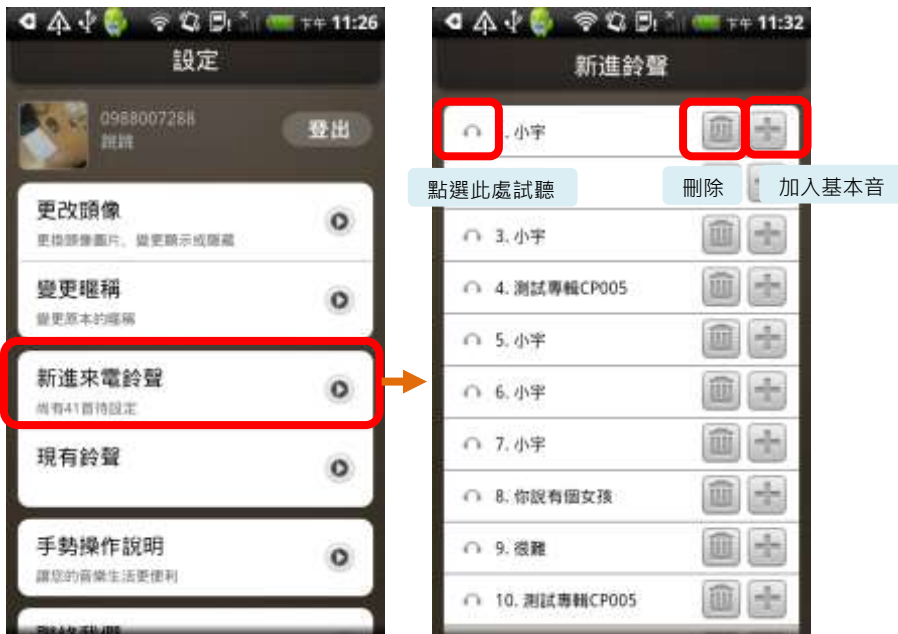 下午 11:26
設定
0988007288
跳跳
登出
更改頭像
更換頭像圖片、變更顯示或隱藏
變更暱稱
變更原本的暱稱
新進來電鈴聲
尚有41首待設定
現有鈴聲
手勢操作說明
讓您的音樂生活更便利
聯絡我們
下午 11:32
新進鈴聲
. 小宇
點選此處試聽
刪除
加入基本音
3. 小宇
4. 測試專輯CP005
5. 小宇
6. 小宇
7. 小宇
8. 你說有個女孩
9. 很難
10. 測試專輯CP005